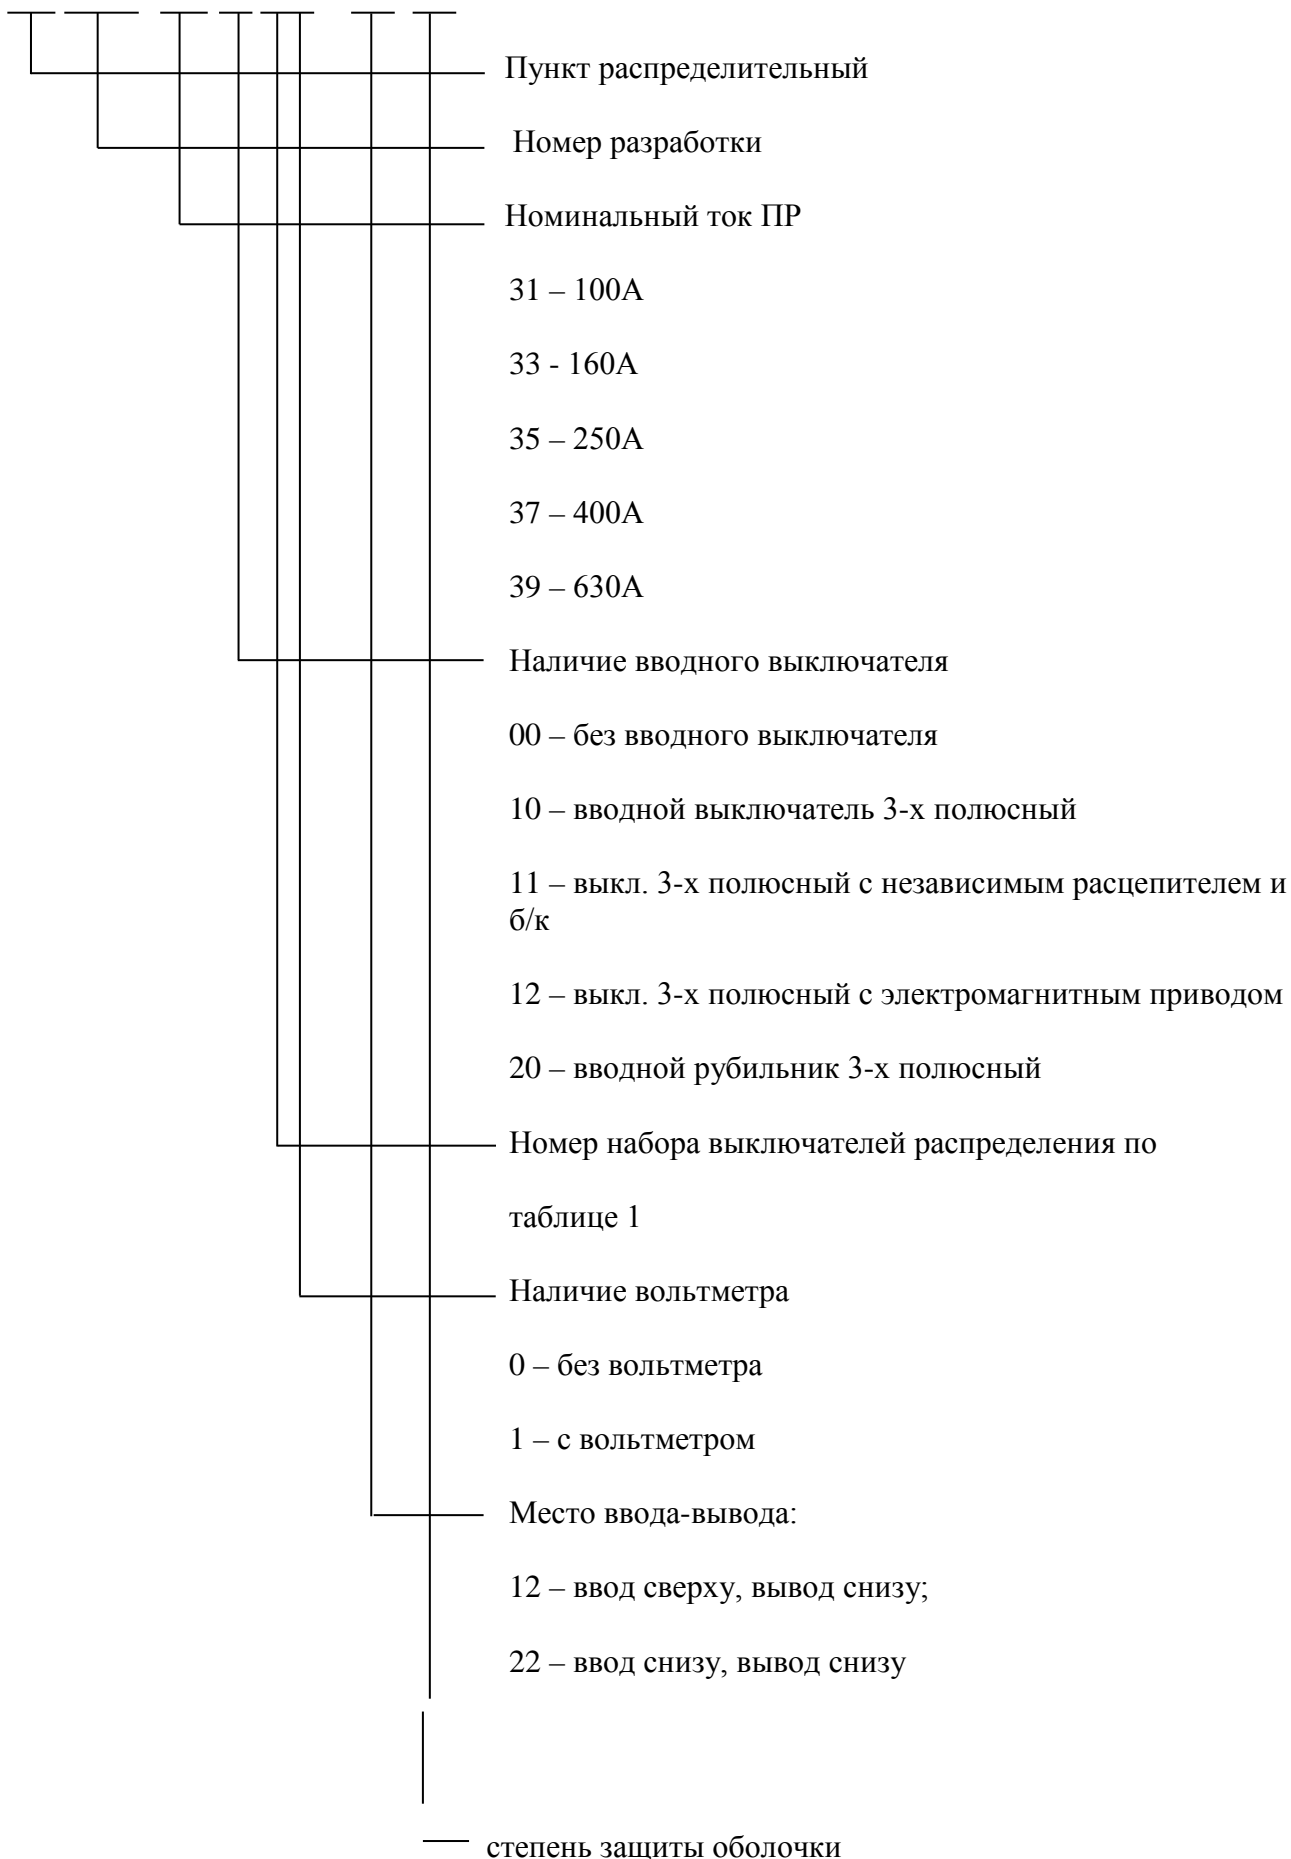 Пункт распределительный
Номер разработки
Номинальный ток ПР
31 – 100А
33 - 160А
35 – 250А
37 – 400А
39 – 630А
Наличие вводного выключателя
00 – без вводного выключателя
10 – вводной выключатель 3-х полюсный
11 – выкл. 3-х полюсный с независимым расцепителем и
б/к
12 – выкл. 3-х полюсный с электромагнитным приводом
20 – вводной рубильник 3-х полюсный
Номер набора выключателей распределения по
таблице 1
Наличие вольтметра
0 – без вольтметра
1 – с вольтметром
Место ввода-вывода:
12 – ввод сверху, вывод снизу;
22 – ввод снизу, вывод снизу
степень защиты оболочки